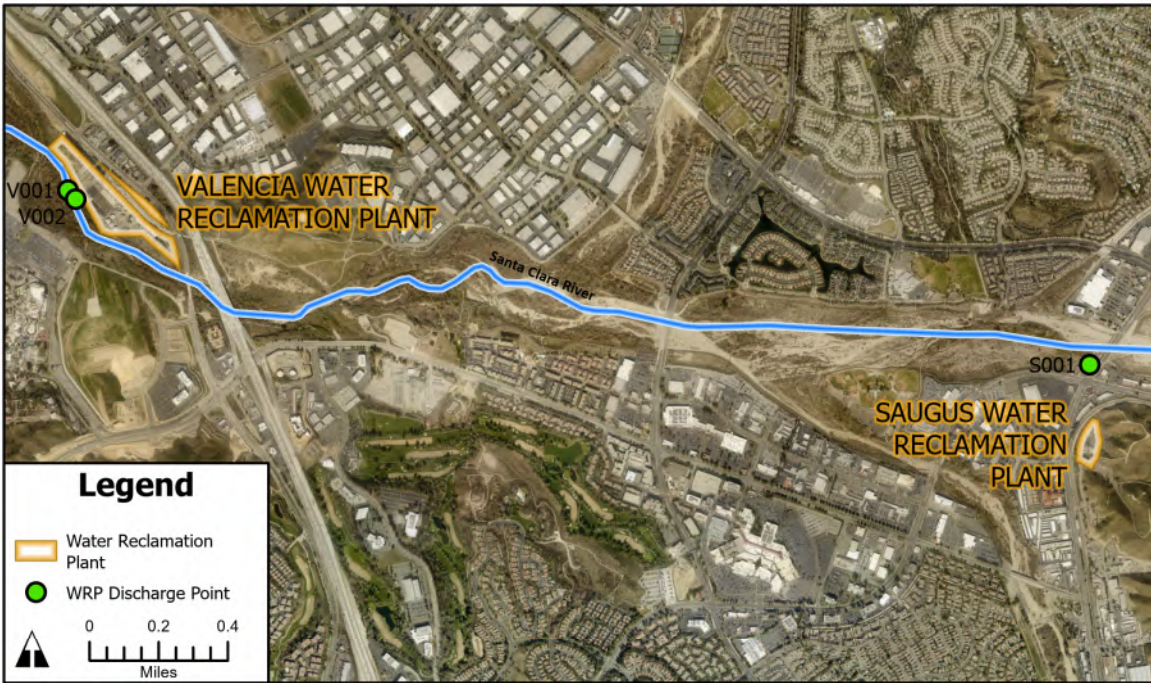 V001
V002
VALENCIA WATER
RECLAMATION PLANT
Santa Clara River
S001
SAUGUS WATER
RECLAMATION
PLANT
Legend
Water Reclamation
Plant
WRP Discharge Point
0 0.2 0.4
Miles